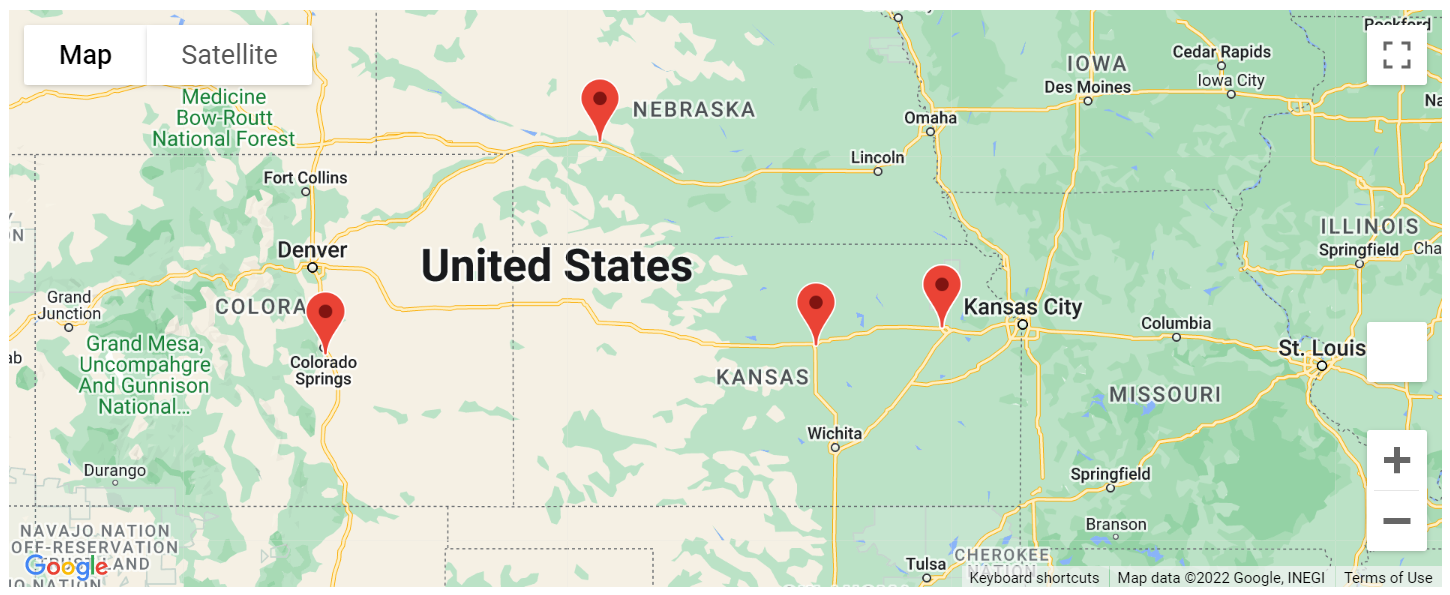 Map
Satellite
Rockford
Cedar Rapids
IOWA
Iowa City
Des Moines
Medicine
Bow-Routt
National Forest
NEBRASKA
Omaha
Lincoln
Fort Collins
ILLINOIS
Springfield
Denver
United States
Grand
Junction
COLORA
Kansas City
Columbia
St. Louis
Grand Mesa,
Uncompahgre
And Gunnison
National...
Colorado
Springs
KANSAS
MISSOURI
Wichita
Durango
Springfield
Branson
NAVAJO NATION
OFF-RESERVATION
Google
Tulsa
CHEROKEE
NATION
Keyboard shortcuts
Map data ©2022 Google, INEGI
Terms of Use